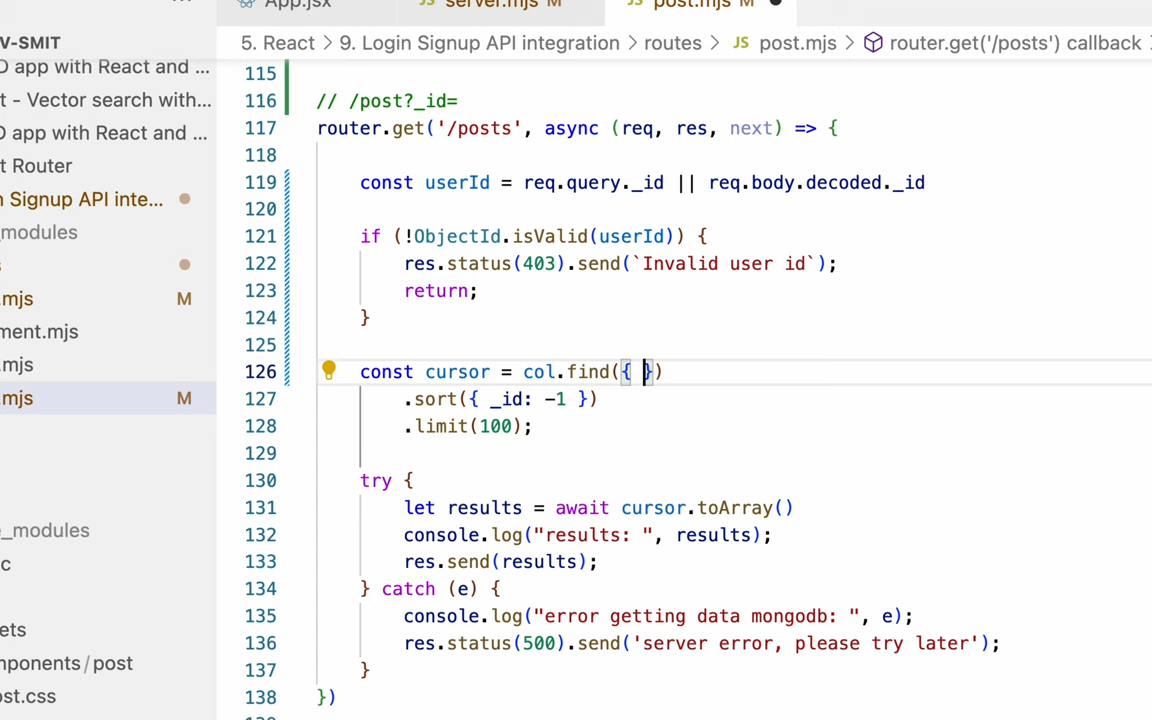 App.jsx JS server.mjs M JS post.mjs M
V-SMIT
5. React > 9. Login Signup API integration > routes > JS post.mjs > router.get('/posts') callback
D app with React and ...
t - Vector search with...
D app with React and ...
t Router
n Signup API inte...
_modules
s
.mjs M
ment.mjs
.mjs
.mjs M
e_modules
c
ets
mponents/post
ost.css
115
116 // /post?_id=
117 router.get('/posts', async (req, res, next) => {
118
119 const userId = req.query._id || req.body.decoded._id
120
121 if (!ObjectId.isValid(userId)) {
122 res.status(403).send(`Invalid user id`);
123 return;
124 }
125
126 const cursor = col.find({ })
127 .sort({ _id: -1 })
128 .limit(100);
129
130 try {
131 let results = await cursor.toArray()
132 console.log("results: ", results);
133 res.send(results);
134 } catch (e) {
135 console.log("error getting data mongodb: ", e);
136 res.status(500).send('server error, please try later');
137 }
138 })